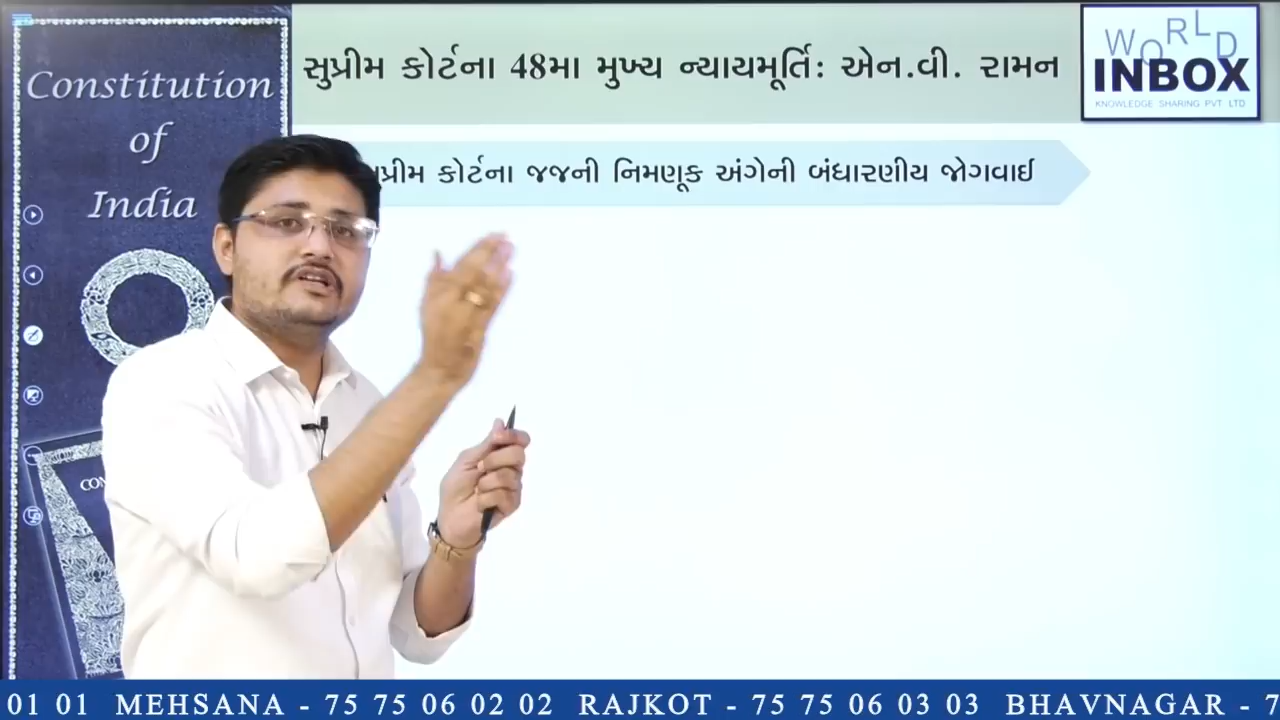 Constitution
of
India
સુપ્રીમ કોર્ટના 48મા મુખ્ય ન્યાયમૂર્તિઃ એન.વી. રામન
WORLD
INBOX
KNOWLEDGE SHARING PVT LTD
કોર્ટના જજની નિમણૂક અંગેની બંધારણીય જોગવાઈ
01 01 MEHSANA - 75 75 06 02 02 RAJKOT - 75 75 06 03 03 BHAVNAGAR - 7